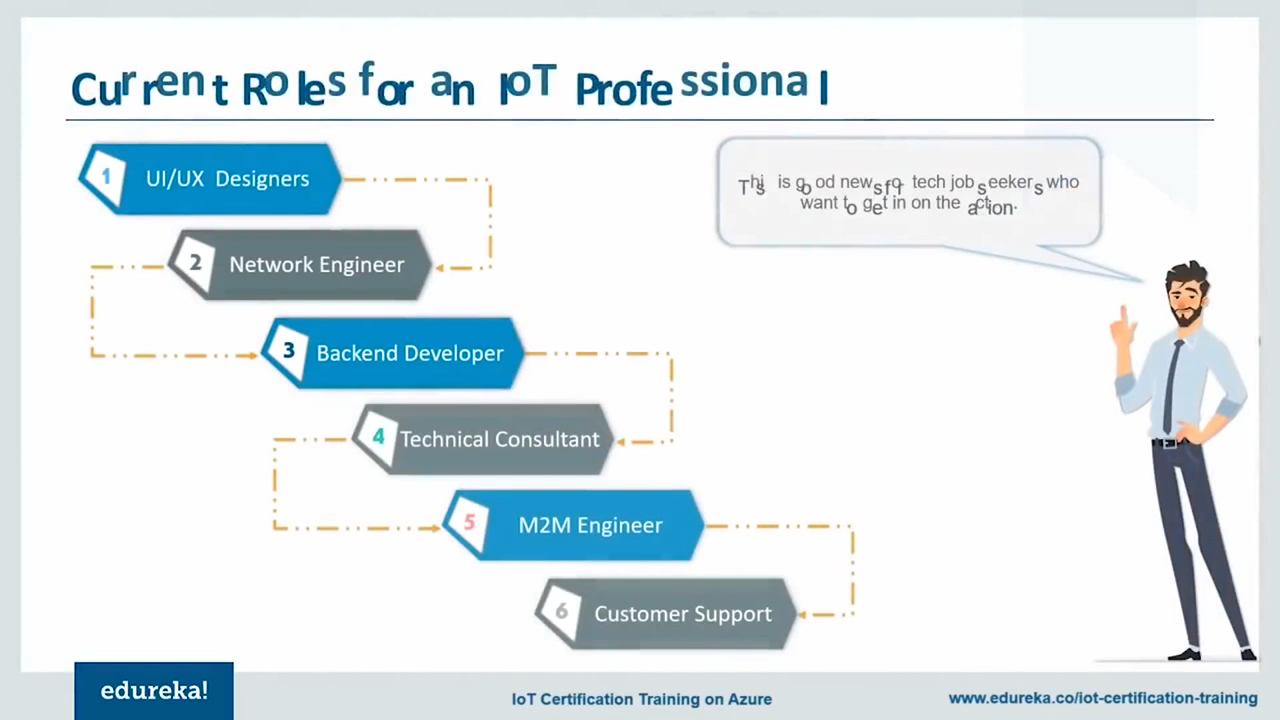 Current Roles for an IoT Professional
1
UI/UX Designers
This is good news for tech job seekers who
want to get in on the action.
2
Network Engineer
3
Backend Developer
4
Technical Consultant
5
M2M Engineer
6
Customer Support
edureka!
IoT Certification Training on Azure
www.edureka.co/iot-certification-training